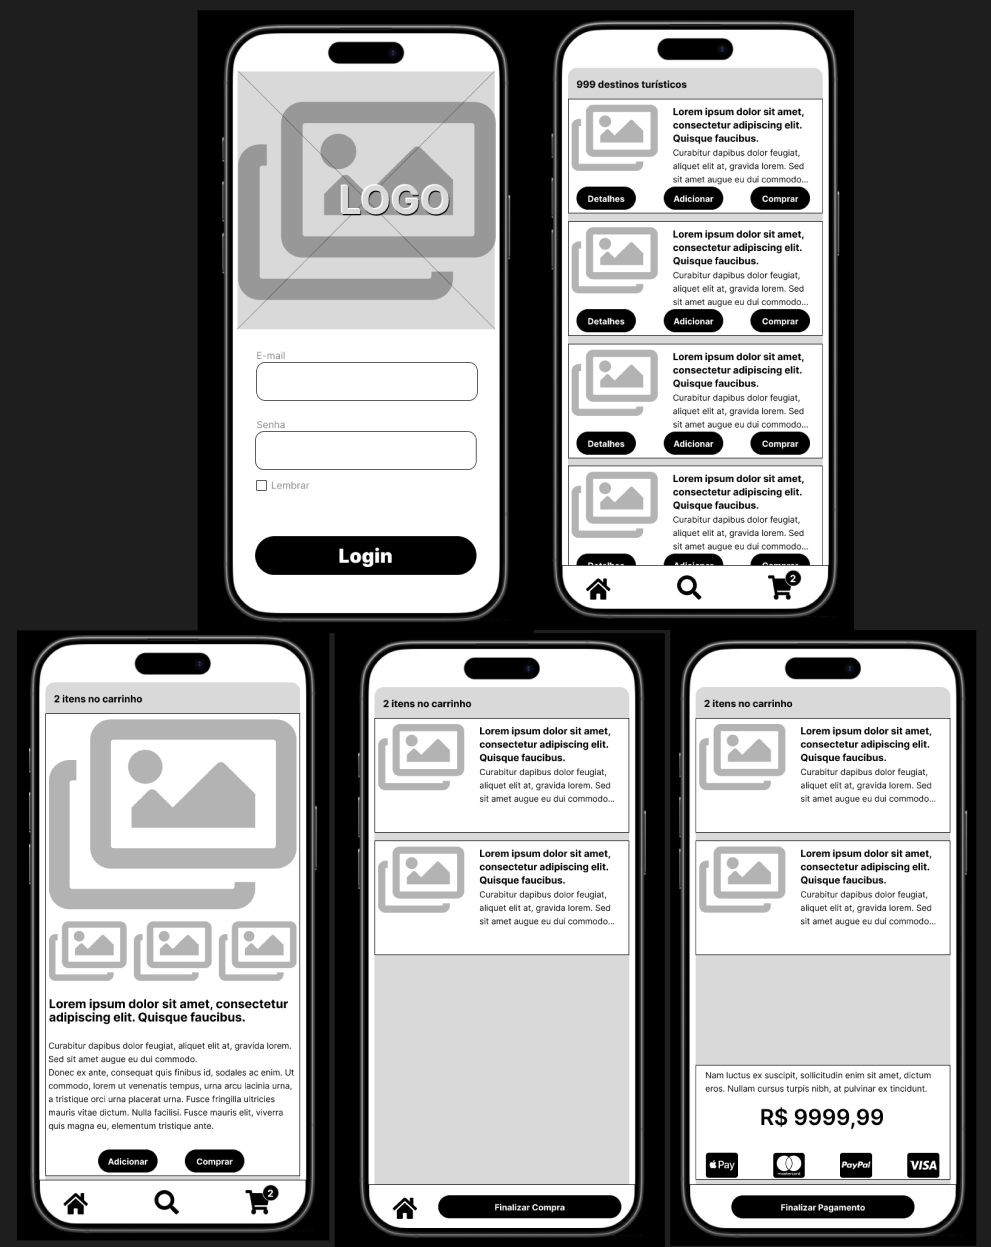 LOGO
E-mail
Senha
Lembrar
Login
999 destinos turísticos
Lorem ipsum dolor sit amet,
consectetur adipiscing elit.
Quisque faucibus.
Curabitur dapibus dolor feugiat,
aliquet elit at, gravida lorem. Sed
sit amet augue eu dui commodo...
Detalhes Adicionar Comprar
Lorem ipsum dolor sit amet,
consectetur adipiscing elit.
Quisque faucibus.
Curabitur dapibus dolor feugiat,
aliquet elit at, gravida lorem. Sed
sit amet augue eu dui commodo...
Detalhes Adicionar Comprar
Lorem ipsum dolor sit amet,
consectetur adipiscing elit.
Quisque faucibus.
Curabitur dapibus dolor feugiat,
aliquet elit at, gravida lorem. Sed
sit amet augue eu dui commodo...
Detalhes Adicionar Comprar
Lorem ipsum dolor sit amet,
consectetur adipiscing elit.
Quisque faucibus.
Curabitur dapibus dolor feugiat,
aliquet elit at, gravida lorem. Sed
sit amet augue eu dui commodo...
Detalhes Adicionar Comprar
2
2 itens no carrinho
Lorem ipsum dolor sit amet, consectetur
adipiscing elit. Quisque faucibus.
Curabitur dapibus dolor feugiat, aliquet elit at, gravida lorem.
Sed sit amet augue eu dui commodo.
Donec ex ante, consequat quis finibus id, sodales ac enim. Ut
commodo, lorem ut venenatis tempus, urna arcu lacinia urna,
a tristique orci urna placerat urna. Fusce fringilla ultricies
mauris vitae dictum. Nulla facilisi. Fusce mauris elit, viverra
quis magna eu, elementum tristique ante.
Adicionar Comprar
2
2 itens no carrinho
Lorem ipsum dolor sit amet,
consectetur adipiscing elit.
Quisque faucibus.
Curabitur dapibus dolor feugiat,
aliquet elit at, gravida lorem. Sed
sit amet augue eu dui commodo...
Lorem ipsum dolor sit amet,
consectetur adipiscing elit.
Quisque faucibus.
Curabitur dapibus dolor feugiat,
aliquet elit at, gravida lorem. Sed
sit amet augue eu dui commodo...
Finalizar Compra
2 itens no carrinho
Lorem ipsum dolor sit amet,
consectetur adipiscing elit.
Quisque faucibus.
Curabitur dapibus dolor feugiat,
aliquet elit at, gravida lorem. Sed
sit amet augue eu dui commodo...
Lorem ipsum dolor sit amet,
consectetur adipiscing elit.
Quisque faucibus.
Curabitur dapibus dolor feugiat,
aliquet elit at, gravida lorem. Sed
sit amet augue eu dui commodo...
Nam luctus ex suscipit, sollicitudin enim sit amet, dictum
eros. Nullam cursus turpis nibh, at pulvinar ex tincidunt.
R$ 9999,99
Pay mastercard PayPal VISA
Finalizar Pagamento